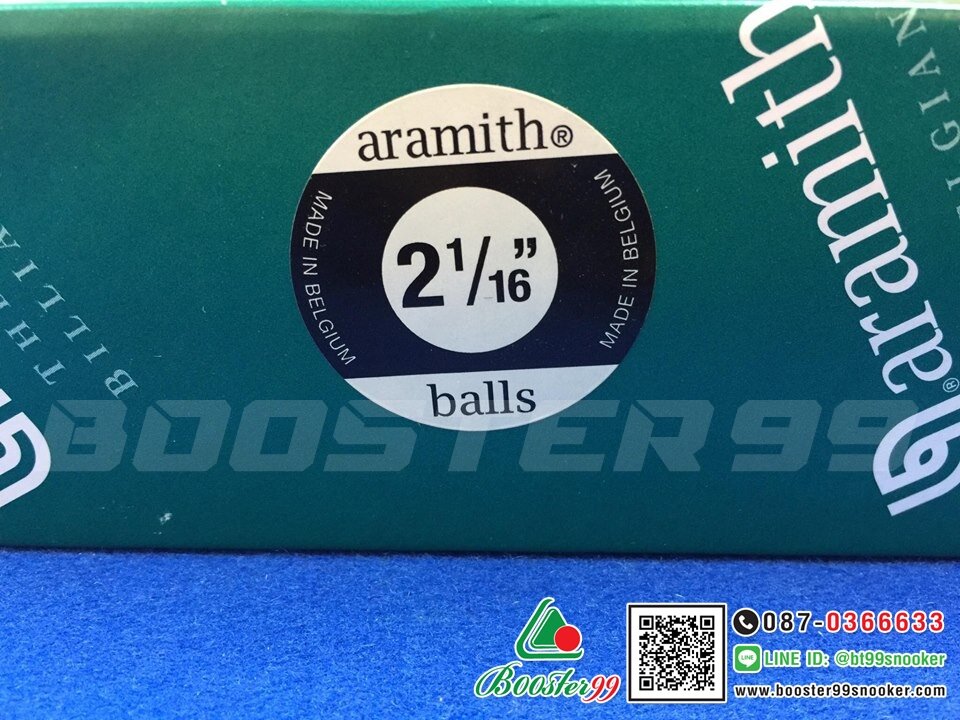 aramith®
MADE IN BELGIUM
2 1/16”
MADE IN BELGIUM
balls
aramith®
BOOSTER99
Booster99
087-0366633
LINE ID: @bt99snooker
www.booster99snooker.com